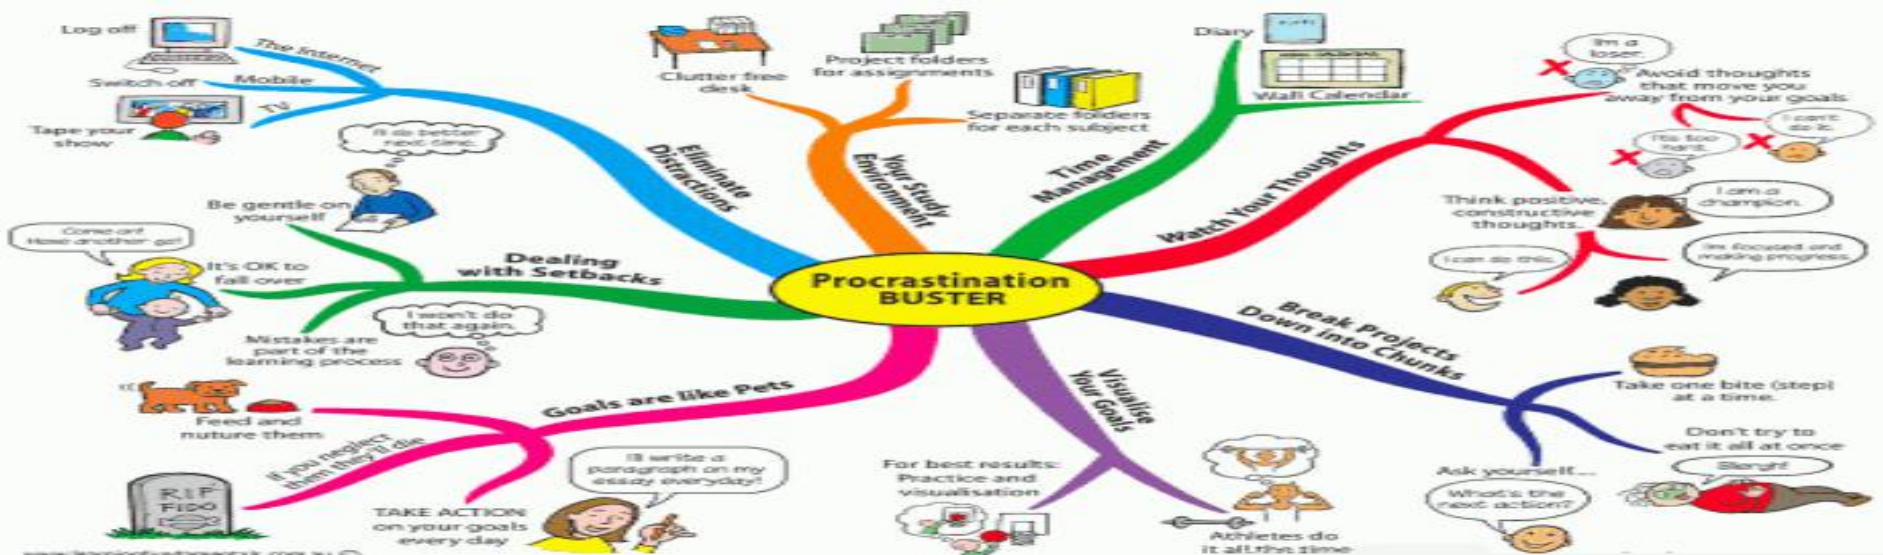 Procrastination
BUSTER
Eliminate
Distractions
The Internet
Log off
Mobile
Switch off
TV
Tape your
show
Your Study
Environment
Clutter free
desk
Project folders
for assignments
Separate folders
for each subject
Time
Management
Diary
Wall Calendar
Watch Your Thoughts
Avoid thoughts
that move you
away from your goals
I'm a
loser.
It's too
hard.
I can't
do it.
Think positive,
constructive
thoughts.
I am a
champion.
I'm focused and
making progress.
I can do this.
Break Projects
Down into Chunks
Take one bite (step)
at a time.
Don't try to
eat it all at once
Blergh!
Ask yourself...
What's the
next action?
Visualise
Your Goals
Athletes do
it all the time
For best results:
Practice and
visualisation
Goals are like Pets
Feed and
nuture them
If you neglect
them they'll die
RIP
FIDO
TAKE ACTION
on your goals
every day
I'll write a
paragraph on my
essay everyday!
Dealing
with Setbacks
Be gentle on
yourself
I'll do better
next time.
It's OK to
fall over
Come on!
Have another go!
Mistakes are
part of the
learning process
I won't do
that again.